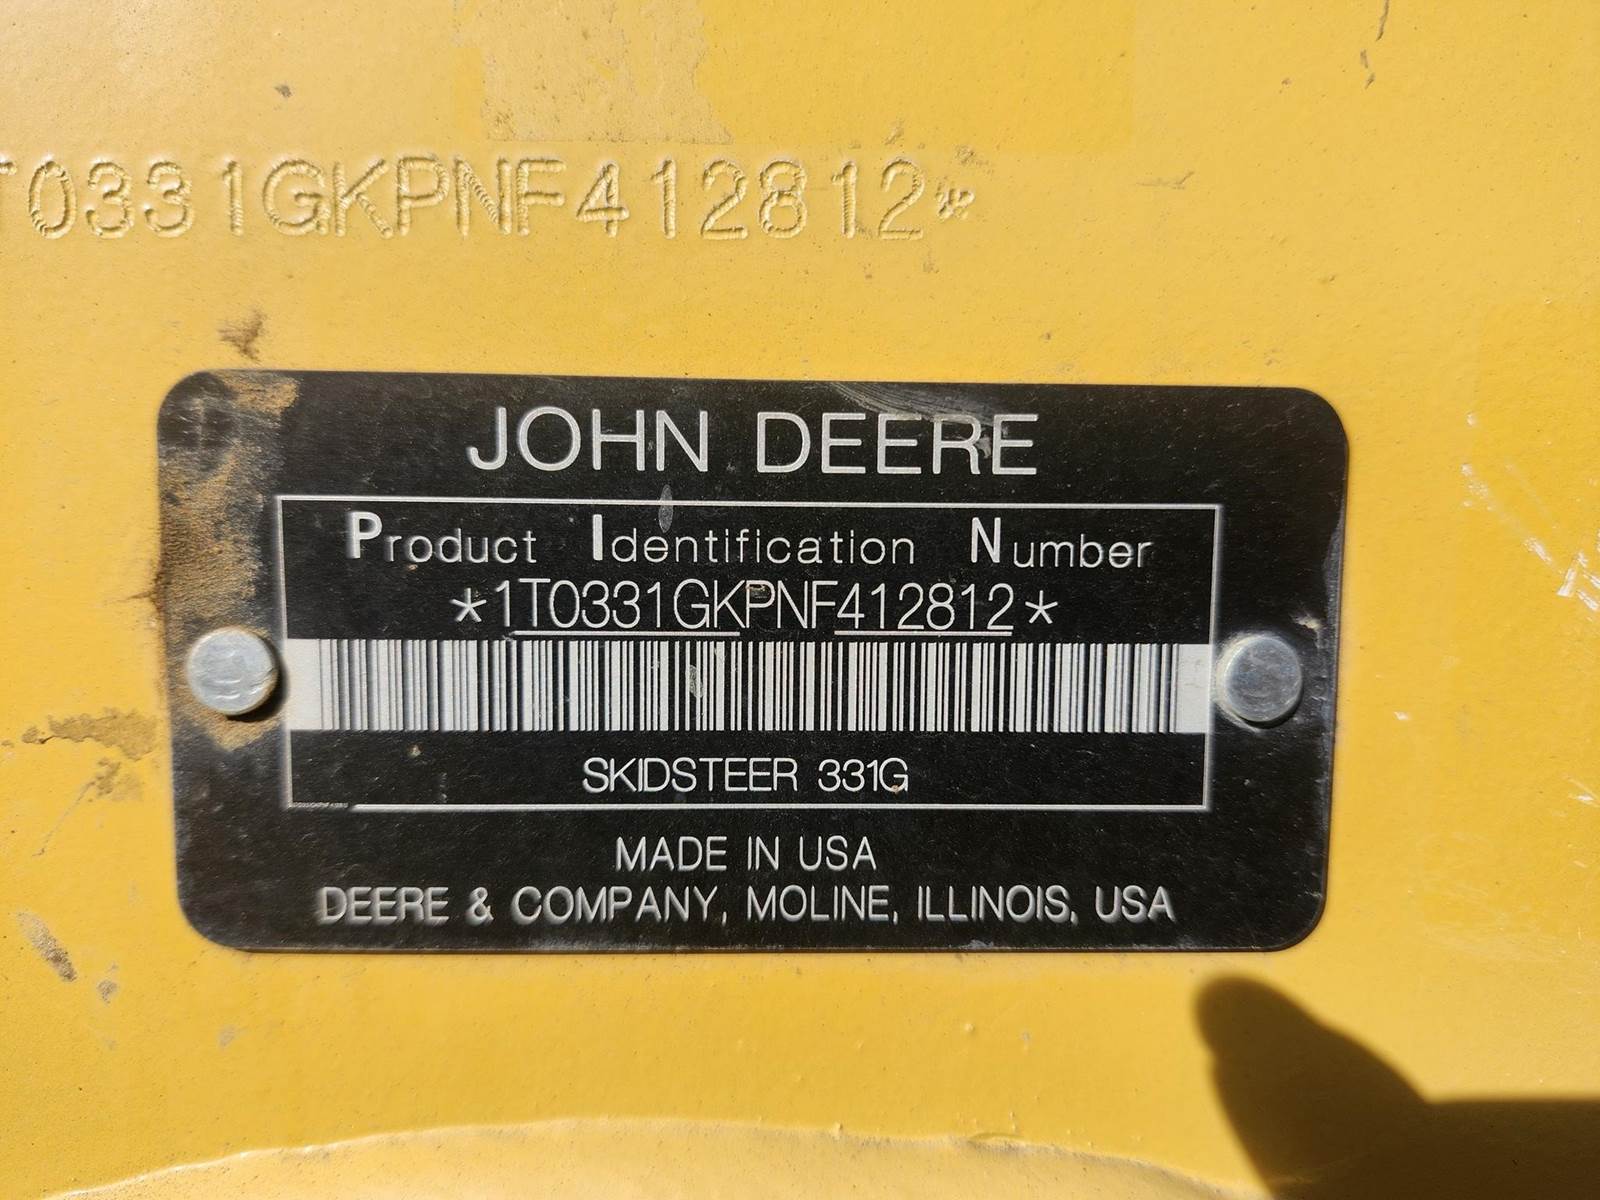 T0331GKPNF412812*
JOHN DEERE
Product Identification Number
*1T0331GKPNF412812*
SKIDSTEER 331G
MADE IN USA
DEERE & COMPANY, MOLINE, ILLINOIS, USA